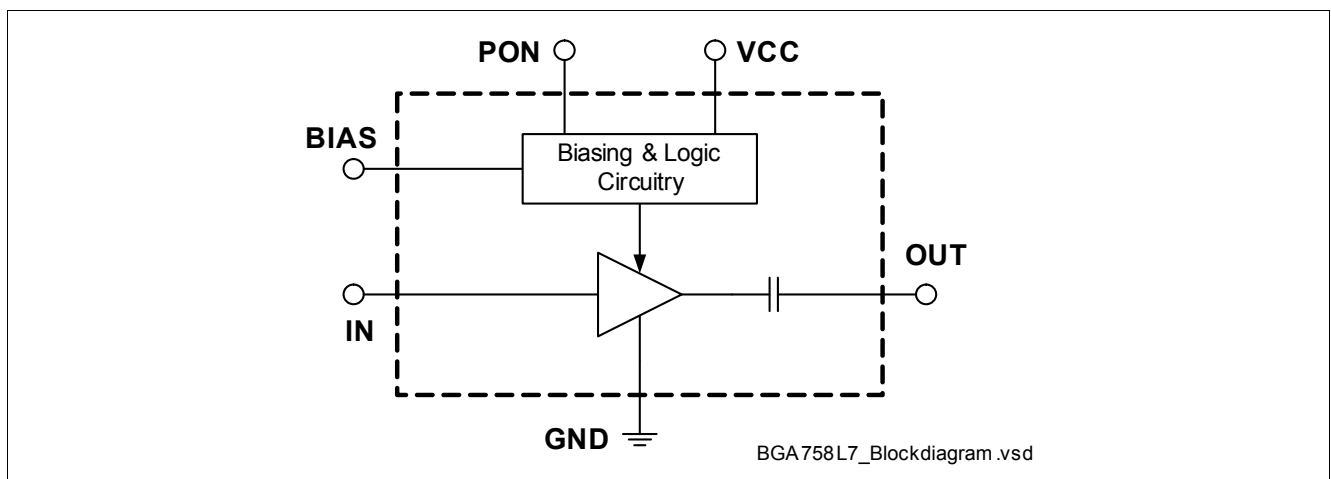 PON
VCC
BIAS
Biasing & Logic
Circuitry
OUT
IN
GND
BGA758L7_Blockdiagram.vsd